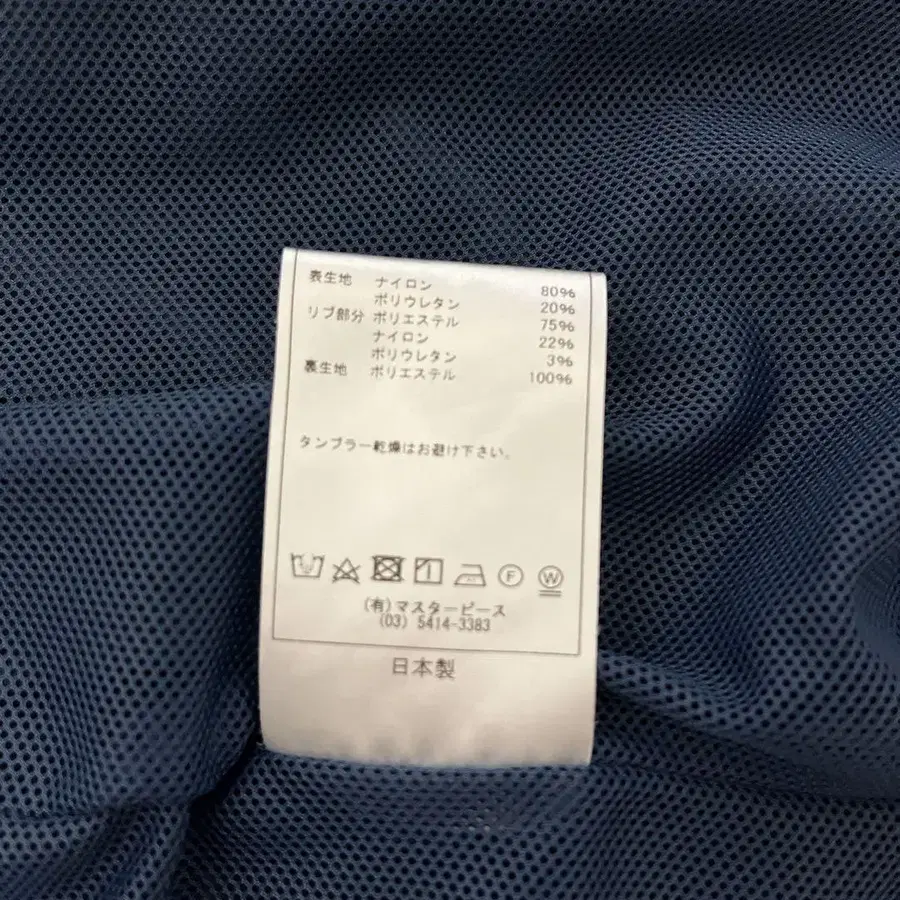 表生地 ナイロン 80%
ポリウレタン 20%
リブ部分 ポリエステル 75%
ナイロン 22%
ポリウレタン 3%
裏生地 ポリエステル 100%
タンブラー乾燥はお避け下さい。
F W
(有)マスターピース
(03) 5414-3383
日本製